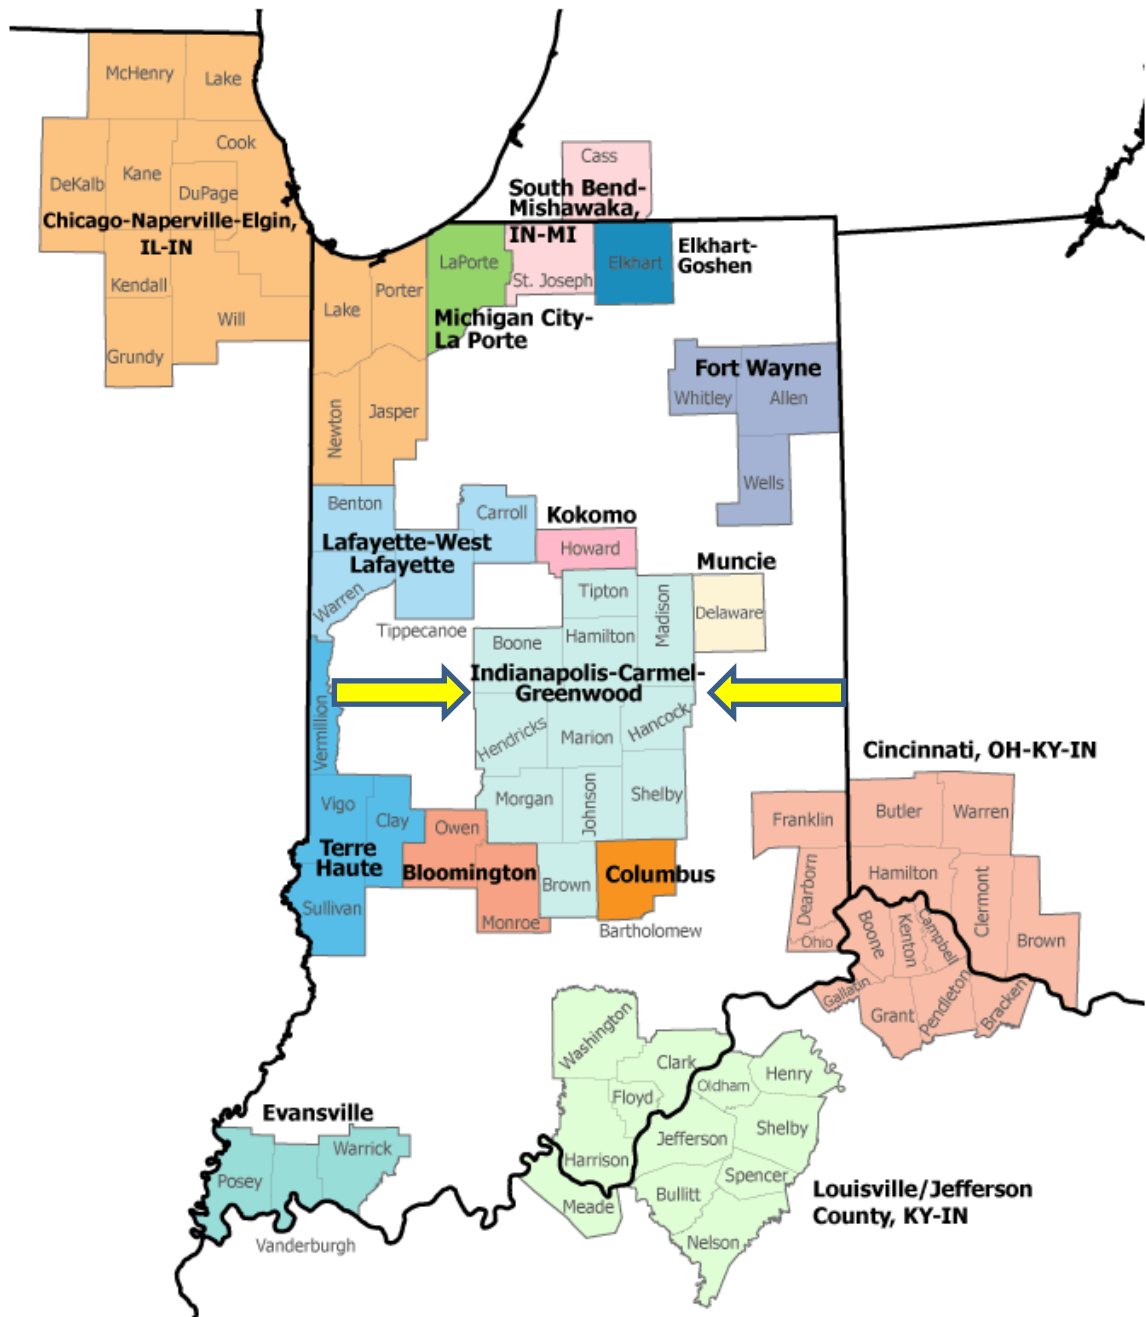 McHenry
Lake
Cook
DeKalb
Kane
DuPage
Chicago-Naperville-Elgin,
IL-IN
Kendall
Will
Grundy
Cass
South Bend-
Mishawaka,
IN-MI
St. Joseph
Elkhart
Elkhart-
Goshen
LaPorte
Michigan City-
La Porte
Lake
Porter
Newton
Jasper
Fort Wayne
Whitley
Allen
Wells
Benton
Carroll
Lafayette-West
Lafayette
Warren
Tippecanoe
Kokomo
Howard
Muncie
Delaware
Tipton
Madison
Boone
Hamilton
Indianapolis-Carmel-
Greenwood
Hendricks
Marion
Hancock
Morgan
Johnson
Shelby
Brown
Vermillion
Vigo
Clay
Terre
Haute
Sullivan
Owen
Bloomington
Monroe
Columbus
Bartholomew
Cincinnati, OH-KY-IN
Franklin
Butler
Warren
Dearborn
Hamilton
Clermont
Ohio
Boone
Kenton
Campbell
Brown
Gallatin
Grant
Pendleton
Bracken
Washington
Clark
Floyd
Oldham
Henry
Jefferson
Shelby
Harrison
Spencer
Meade
Bullitt
Nelson
Louisville/Jefferson
County, KY-IN
Evansville
Warrick
Posey
Vanderburgh